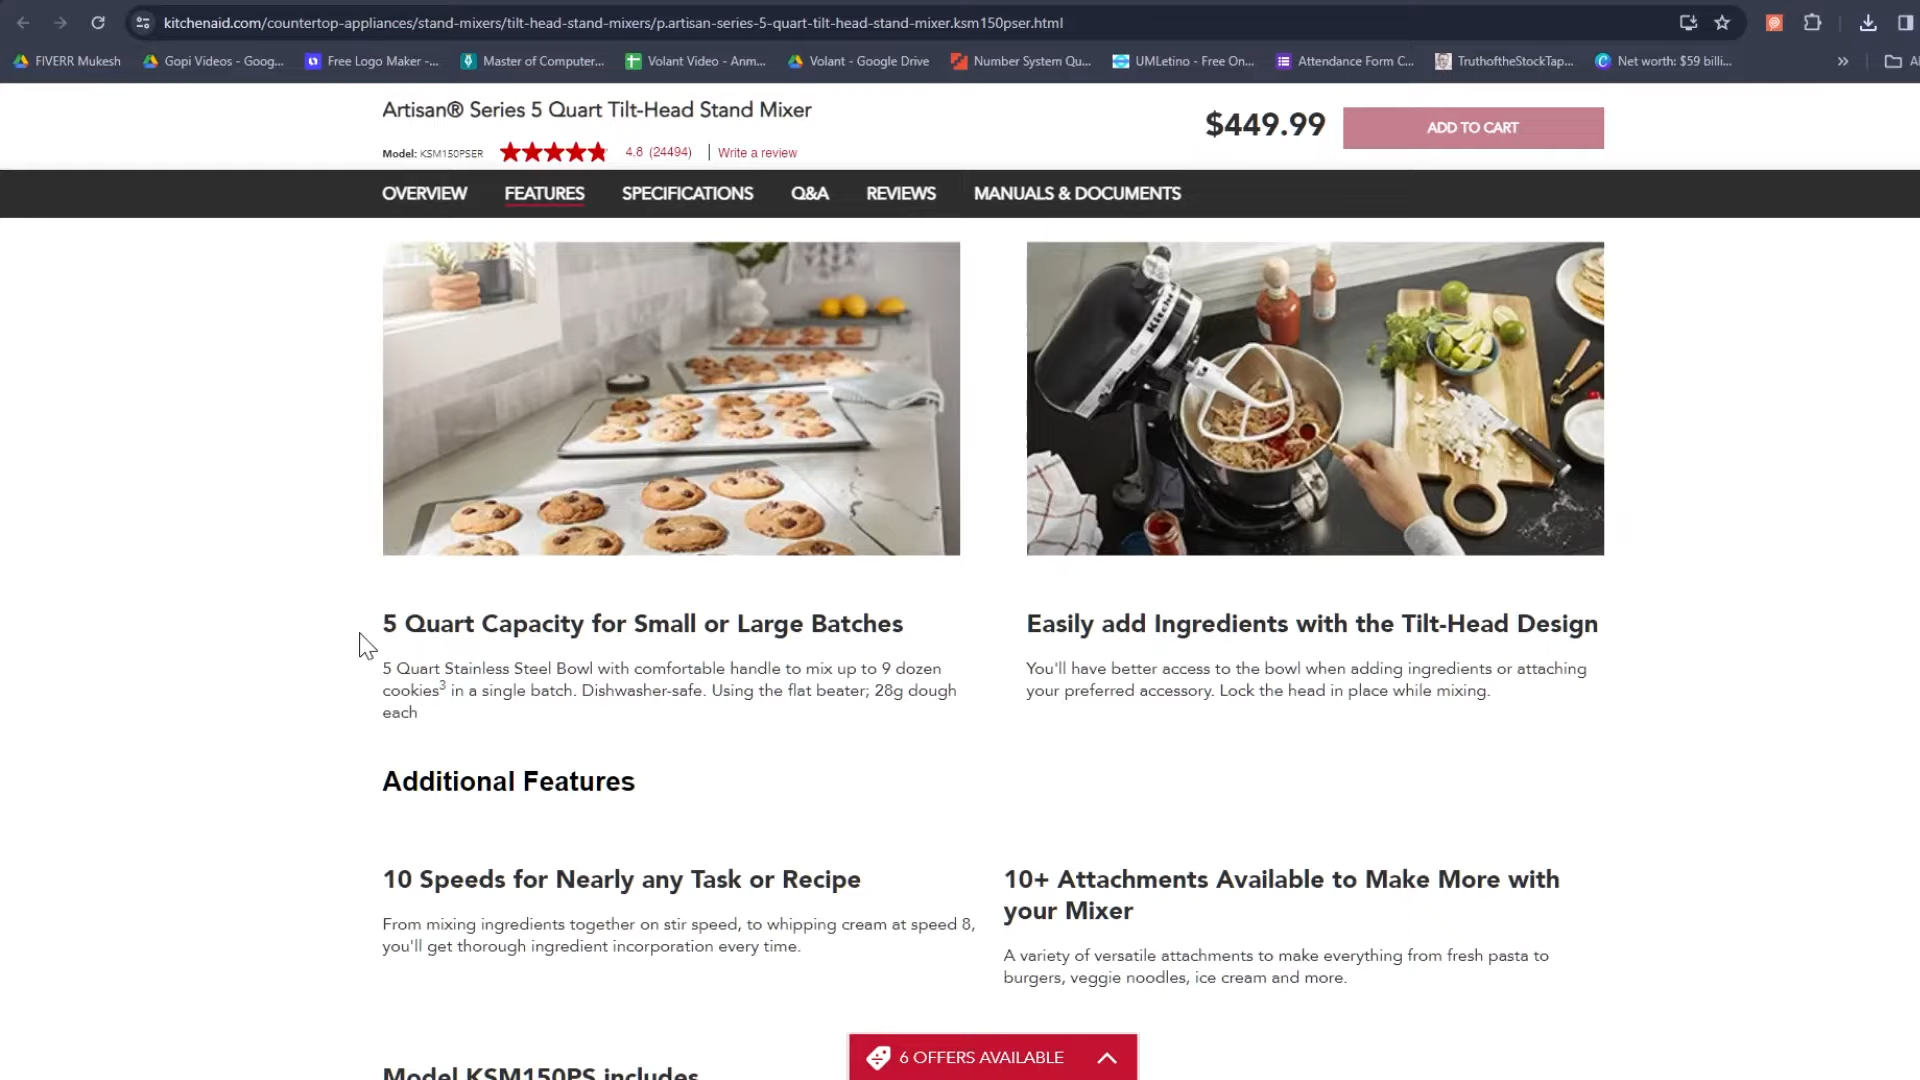 kitchenaid.com/countertop-appliances/stand-mixers/tilt-head-stand-mixers/p.artisan-series-5-quart-tilt-head-stand-mixer.ksm150pser.html
FIVERR Mukesh Gopi Videos - Goog... Free Logo Maker -... Master of Computer... Volant Video - Anm... Volant - Google Drive Number System Qu... UMLetino - Free On... Attendance Form C... TruthoftheStockTap... Net worth: $59 billi... »
Artisan® Series 5 Quart Tilt-Head Stand Mixer
$449.99 ADD TO CART
Model: KSM150PSER 4.8 (24494) Write a review
OVERVIEW FEATURES SPECIFICATIONS Q&A REVIEWS MANUALS & DOCUMENTS
5 Quart Capacity for Small or Large Batches
5 Quart Stainless Steel Bowl with comfortable handle to mix up to 9 dozen
cookies3 in a single batch. Dishwasher-safe. Using the flat beater; 28g dough
each
Easily add Ingredients with the Tilt-Head Design
You'll have better access to the bowl when adding ingredients or attaching
your preferred accessory. Lock the head in place while mixing.
Additional Features
10 Speeds for Nearly any Task or Recipe
From mixing ingredients together on stir speed, to whipping cream at speed 8,
you'll get thorough ingredient incorporation every time.
10+ Attachments Available to Make More with
your Mixer
A variety of versatile attachments to make everything from fresh pasta to
burgers, veggie noodles, ice cream and more.
6 OFFERS AVAILABLE
Model KSM150PS includes